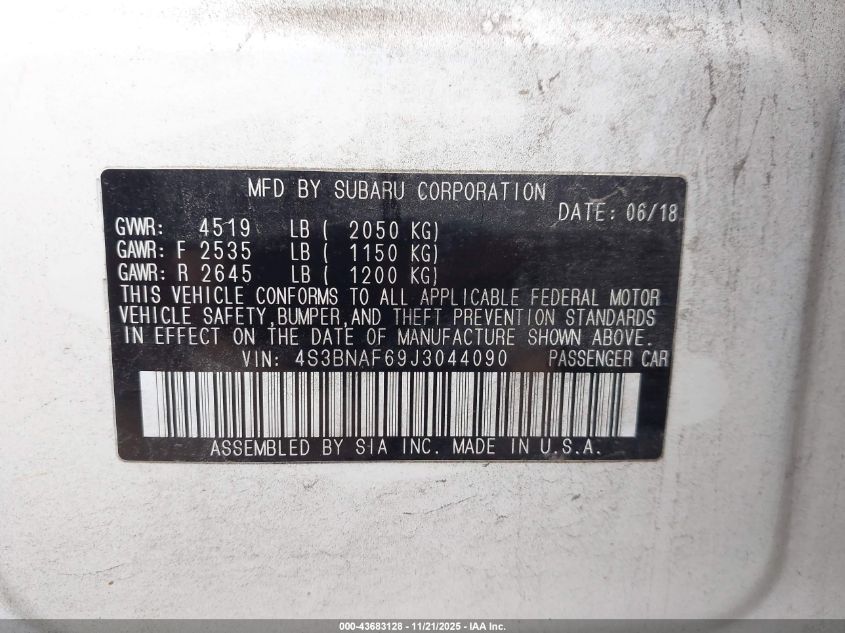 MFD BY SUBARU CORPORATION
DATE: 06/18
GVWR: 4519 LB ( 2050 KG)
GAWR: F 2535 LB ( 1150 KG)
GAWR: R 2645 LB ( 1200 KG)
THIS VEHICLE CONFORMS TO ALL APPLICABLE FEDERAL MOTOR
VEHICLE SAFETY,BUMPER,AND THEFT PREVENTION STANDARDS
IN EFFECT ON THE DATE OF MANUFACTURE SHOWN ABOVE.
VIN: 4S3BNAF69J3044090 PASSENGER CAR
ASSEMBLED BY SIA INC. MADE IN U.S.A.
000-43683128 - 11/21/2025 - IAA Inc.